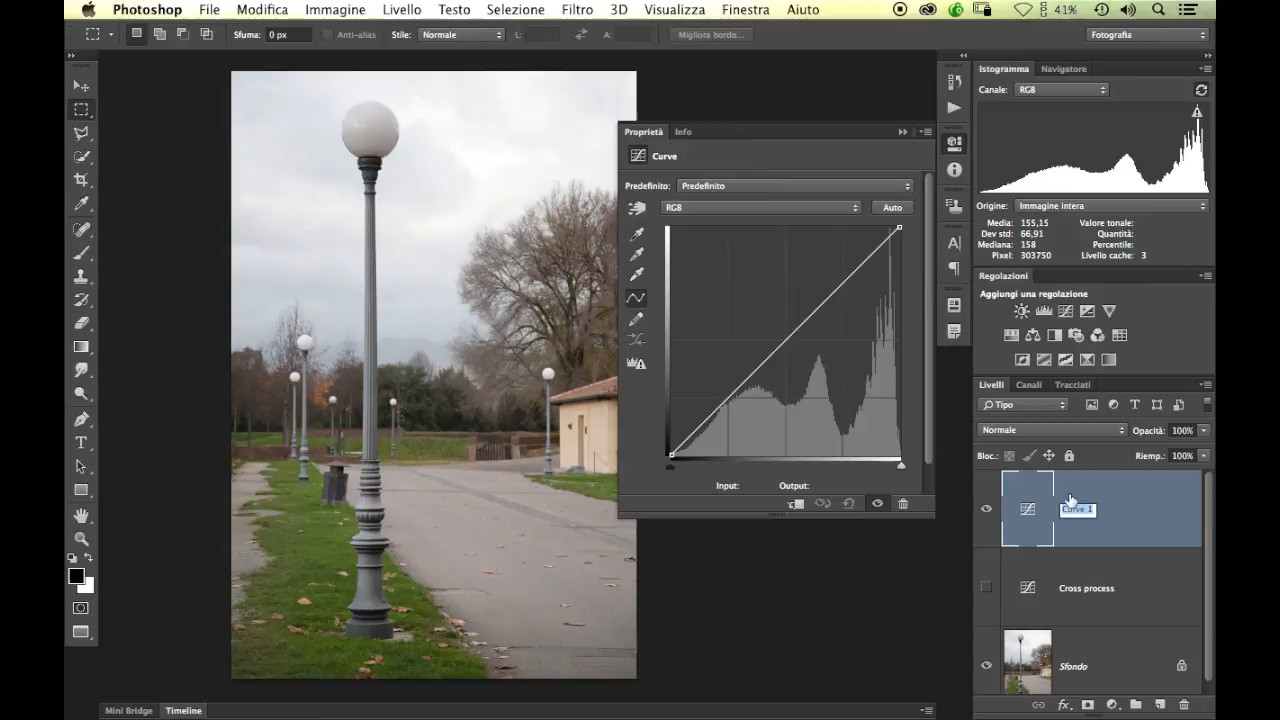 Photoshop File Modifica Immagine Livello Testo Selezione Filtro 3D Visualizza Finestra Aiuto 41%
Sfuma: 0 px Anti-alias Stile: Normale L: A: Migliora bordo... Fotografia
Istogramma Navigatore
Canale: RGB
Proprietà Info
Curve
Predefinito: Predefinito
RGB Auto
Origine: Immagine intera
Media: 155,15 Valore tonale:
Dev std: 66,91 Quantità:
Mediana: 158 Percentile:
Pixel: 303750 Livello cache: 3
Regolazioni
Aggiungi una regolazione
Livelli Canali Tracciati
Tipo
Normale Opacità: 100%
Bloc.: Riemp.: 100%
Input: Output:
Curve 1
Cross process
Sfondo
Mini Bridge Timeline